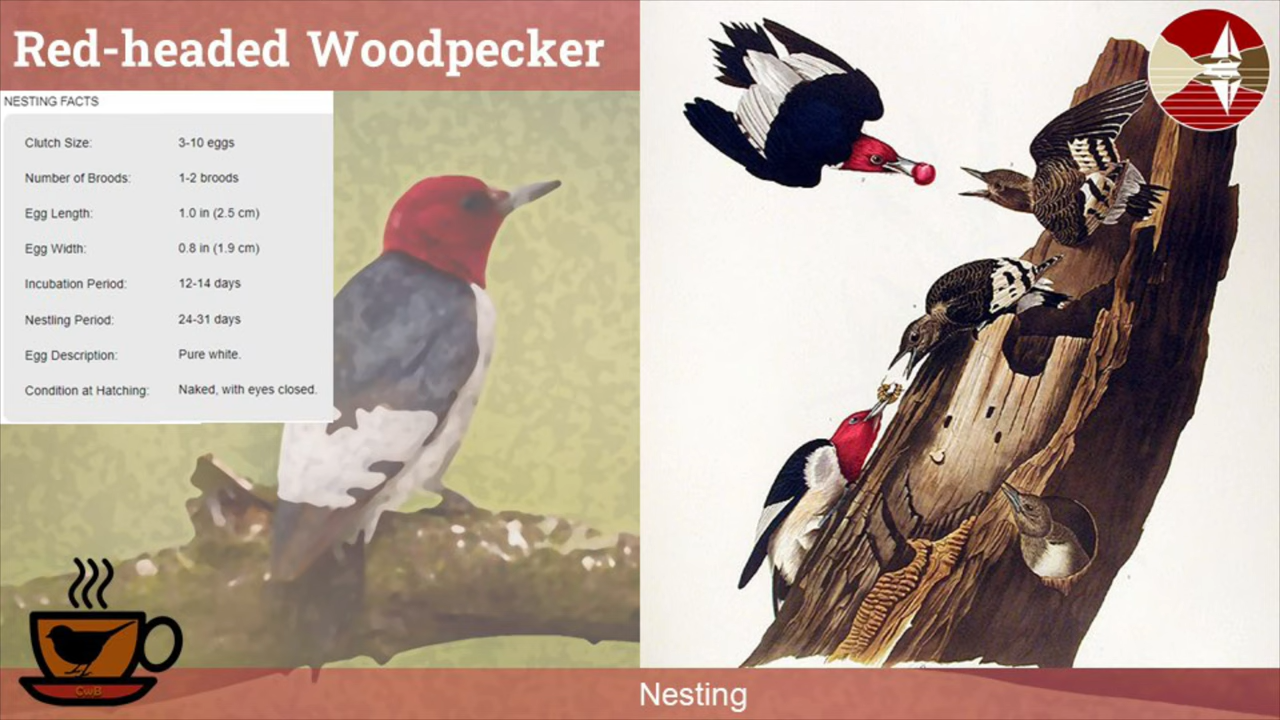 Red-headed Woodpecker
NESTING FACTS
Clutch Size: 3-10 eggs
Number of Broods: 1-2 broods
Egg Length: 1.0 in (2.5 cm)
Egg Width: 0.8 in (1.9 cm)
Incubation Period: 12-14 days
Nestling Period: 24-31 days
Egg Description: Pure white.
Condition at Hatching: Naked, with eyes closed.
CwB
Nesting